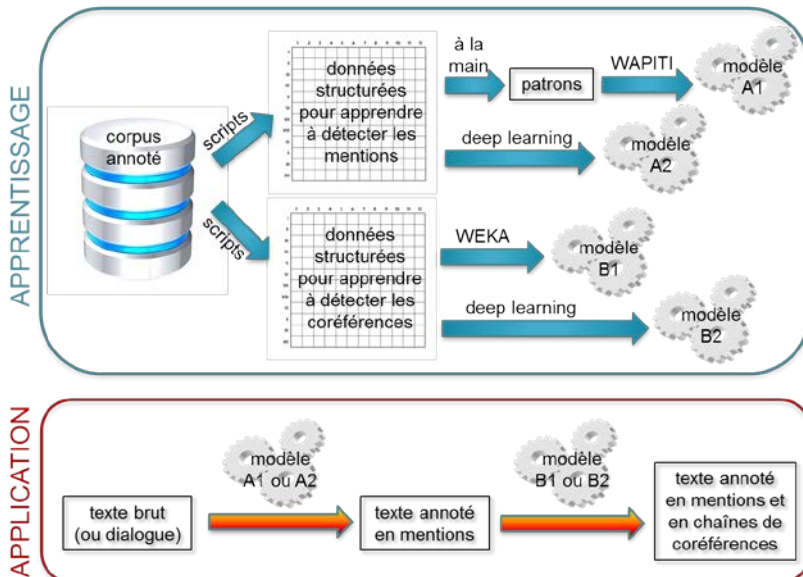 APPRENTISSAGE
corpus
annoté
scripts
scripts
données
structurées
pour apprendre
à détecter les
mentions
à la
main
patrons
WAPITI
modèle
A1
deep learning
modèle
A2
données
structurées
pour apprendre
à détecter les
coréférences
WEKA
modèle
B1
deep learning
modèle
B2
APPLICATION
texte brut
(ou dialogue)
modèle
A1 ou A2
texte annoté
en mentions
modèle
B1 ou B2
texte annoté
en mentions et
en chaînes de
coréférences